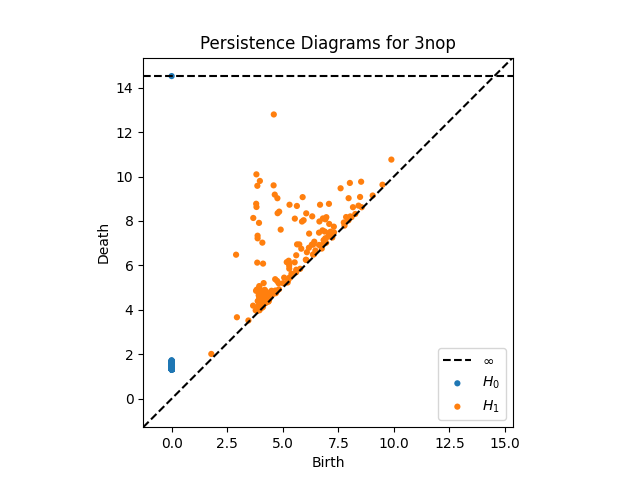 Persistence Diagrams for 3nop
14
12
10
8
6
4
2
0
Death
0.0 2.5 5.0 7.5 10.0 12.5 15.0
Birth
∞
H₀
H₁